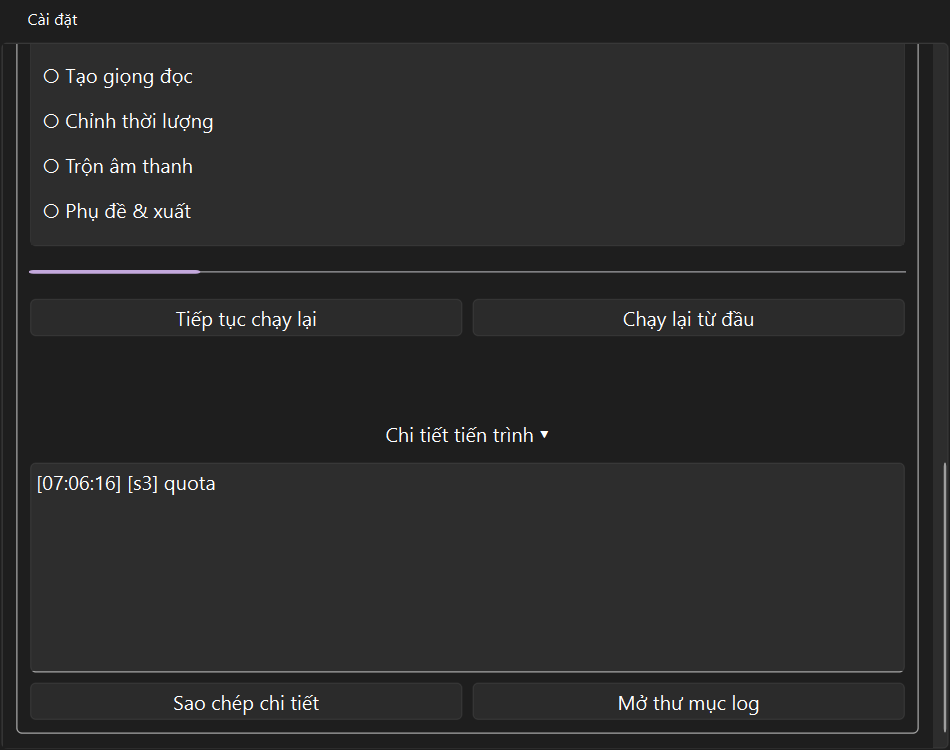 Cài đặt
Tạo giọng đọc
Chỉnh thời lượng
Trộn âm thanh
Phụ đề & xuất
Tiếp tục chạy lại
Chạy lại từ đầu
Chi tiết tiến trình ▼
[07:06:16] [s3] quota
Sao chép chi tiết
Mở thư mục log